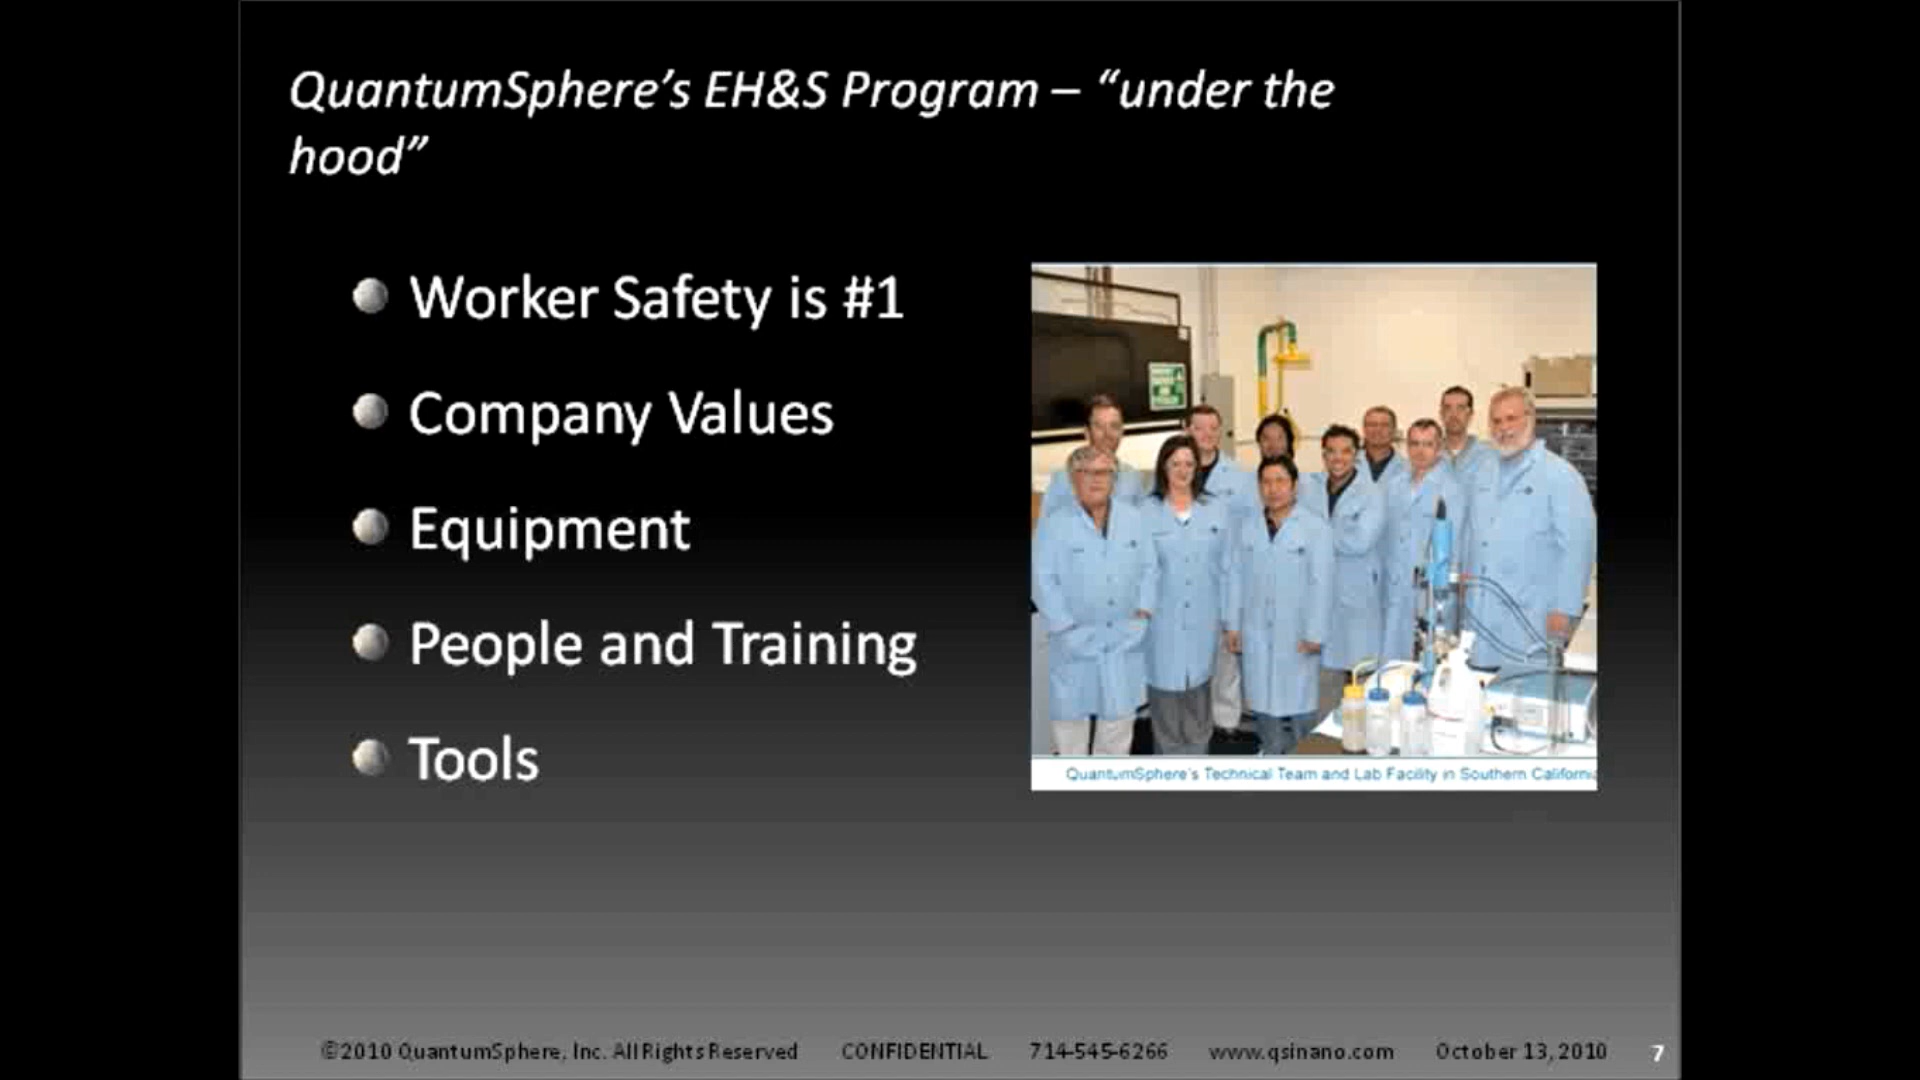 QuantumSphere’s EH&S Program – “under the
hood”
Worker Safety is #1
Company Values
Equipment
People and Training
Tools
QuantumSphere's Technical Team and Lab Facility in Southern California
©2010 QuantumSphere, Inc. All Rights Reserved CONFIDENTIAL 714-545-6266 www.qsinano.com October 13, 2010 7